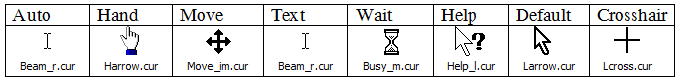 Auto Hand Move Text Wait Help Default Crosshair
Beam_r.cur Harrow.cur Move_im.cur Beam_r.cur Busy_m.cur Help_l.cur Larrow.cur Lcross.cur